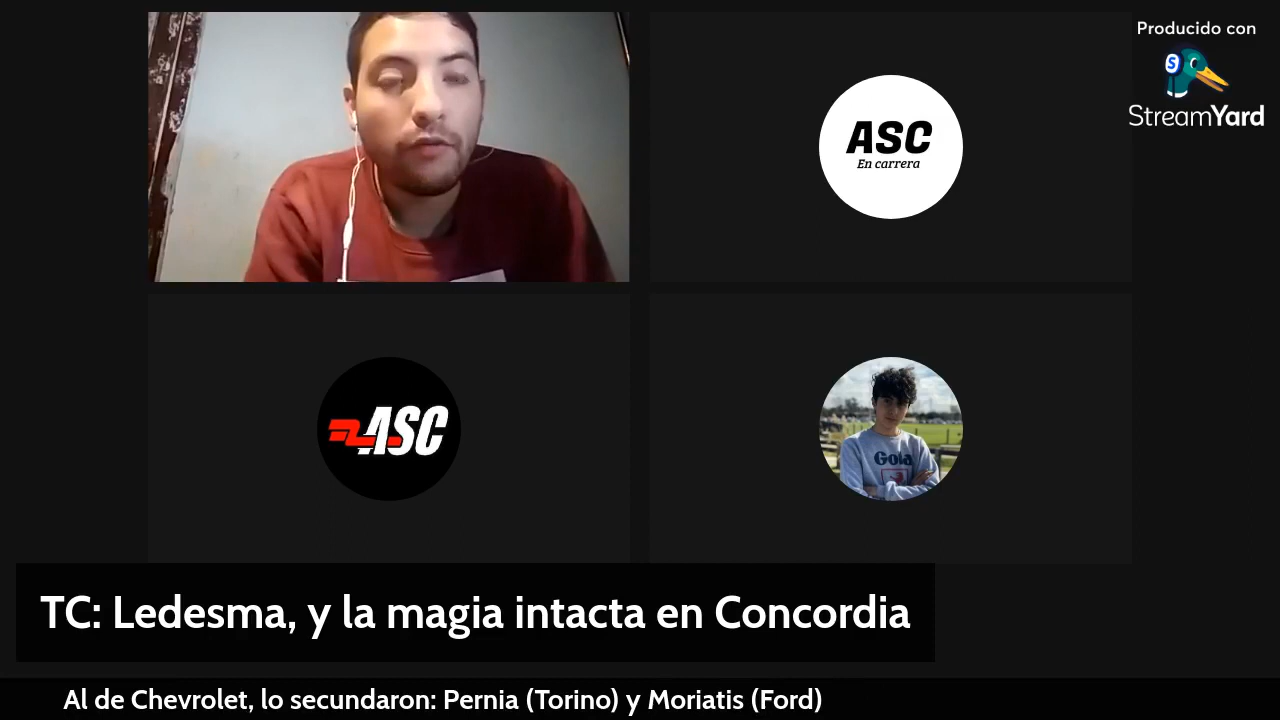 Producido con
StreamYard
S
ASC
En carrera
ASC
Gola
TC: Ledesma, y la magia intacta en Concordia
Al de Chevrolet, lo secundaron: Pernia (Torino) y Moriatis (Ford)